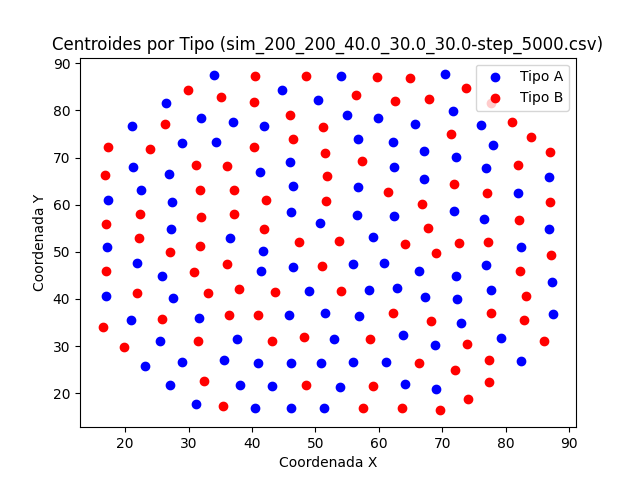 Centroides por Tipo (sim_200_200_40.0_30.0_30.0-step_5000.csv)
Tipo A
Tipo B
90
80
70
60
50
40
30
20
Coordenada Y
20 30 40 50 60 70 80 90
Coordenada X